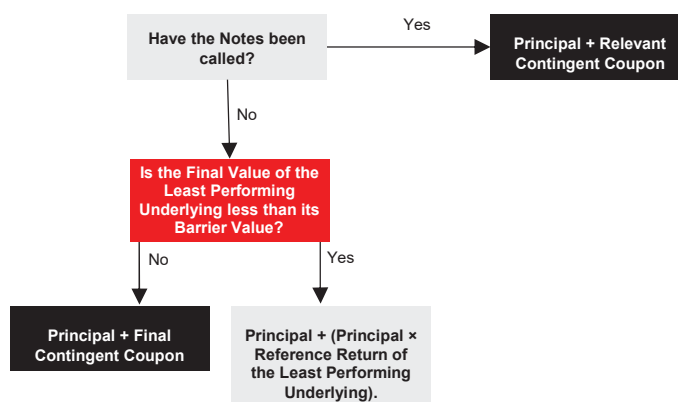 Have the Notes been
called?
Yes
Principal + Relevant
Contingent Coupon
No
Is the Final Value of the
Least Performing
Underlying less than its
Barrier Value?
No
Yes
Principal + Final
Contingent Coupon
Principal + (Principal ×
Reference Return of
the Least Performing
Underlying).